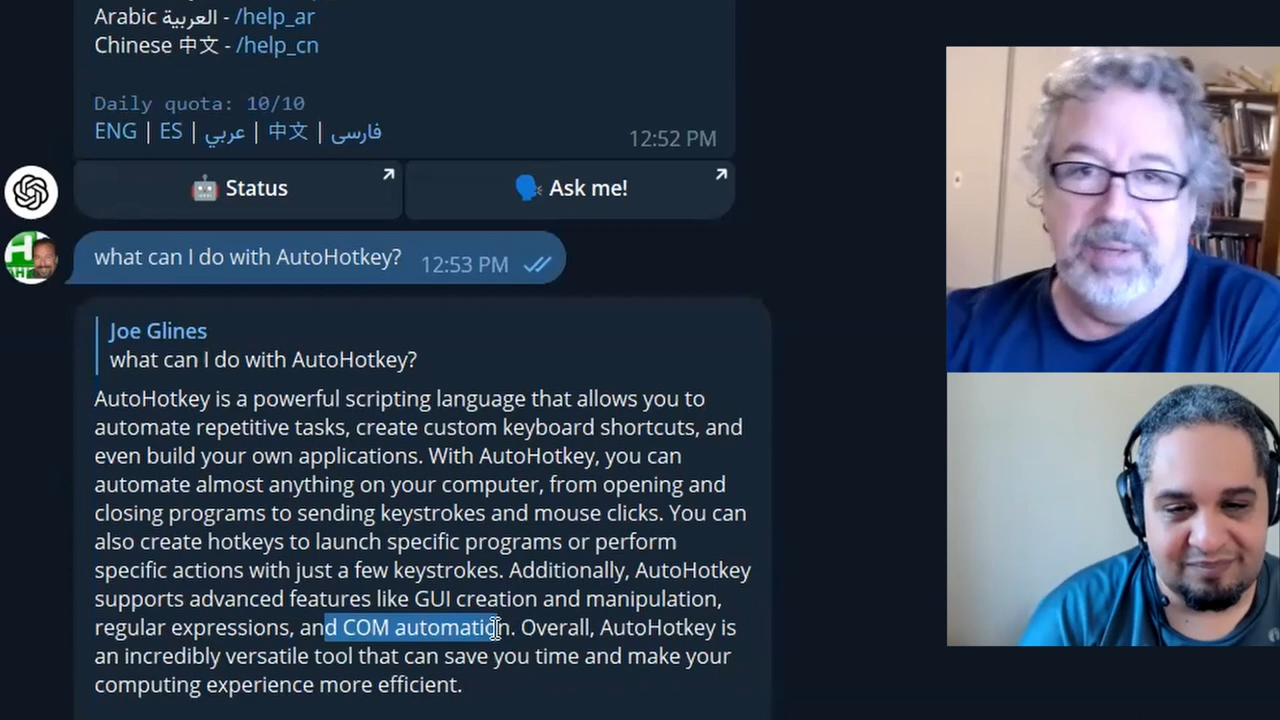 Arabic العربية - /help_ar
Chinese 中文 - /help_cn
Daily quota: 10/10
ENG | ES | عربي | 中文 | فارسی
12:52 PM
Status
Ask me!
what can I do with AutoHotkey?
12:53 PM
Joe Glines
what can I do with AutoHotkey?
AutoHotkey is a powerful scripting language that allows you to
automate repetitive tasks, create custom keyboard shortcuts, and
even build your own applications. With AutoHotkey, you can
automate almost anything on your computer, from opening and
closing programs to sending keystrokes and mouse clicks. You can
also create hotkeys to launch specific programs or perform
specific actions with just a few keystrokes. Additionally, AutoHotkey
supports advanced features like GUI creation and manipulation,
regular expressions, and COM automation. Overall, AutoHotkey is
an incredibly versatile tool that can save you time and make your
computing experience more efficient.